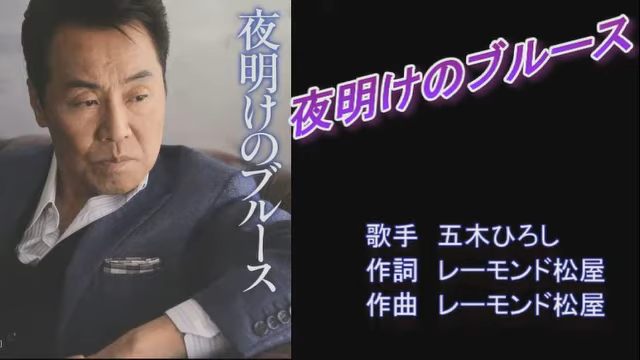 夜明けのブルース
夜明けのブルース
歌手 五木ひろし
作詞 レーモンド松屋
作曲 レーモンド松屋